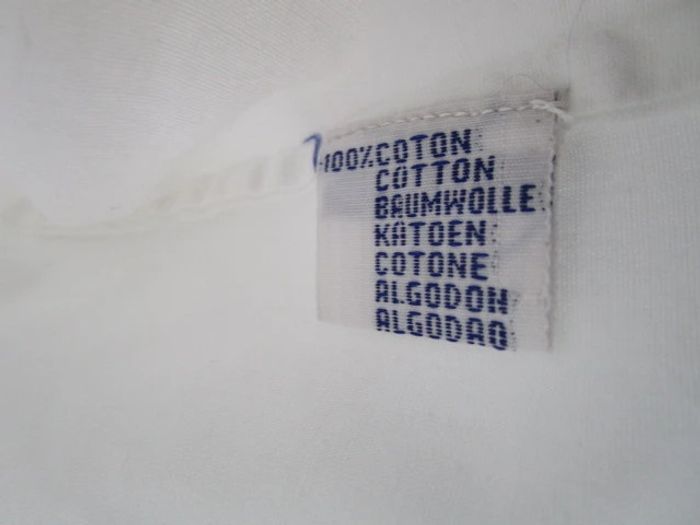 100% COTON
COTTON
BAUMWOLLE
KATOEN
COTONE
ALGODON
ALGODAO